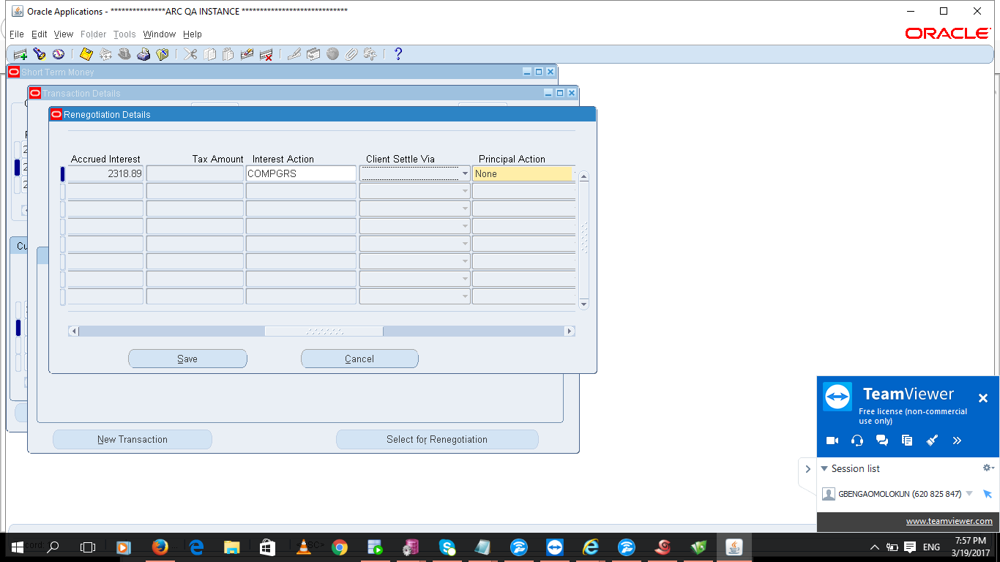 Oracle Applications - ***************ARC QA INSTANCE ******************************
File Edit View Folder Tools Window Help
ORACLE
Short Term Money
Transaction Details
Renegotiation Details
Accrued Interest Tax Amount Interest Action Client Settle Via Principal Action
2318.89 COMPGRS None
Cu
Save Cancel
New Transaction Select for Renegotiation
TeamViewer
Free license (non-commercial
use only)
Session list
GBENGAOMOLOKUN (620 825 847)
www.teamviewer.com
ENG
7:57 PM
3/19/2017